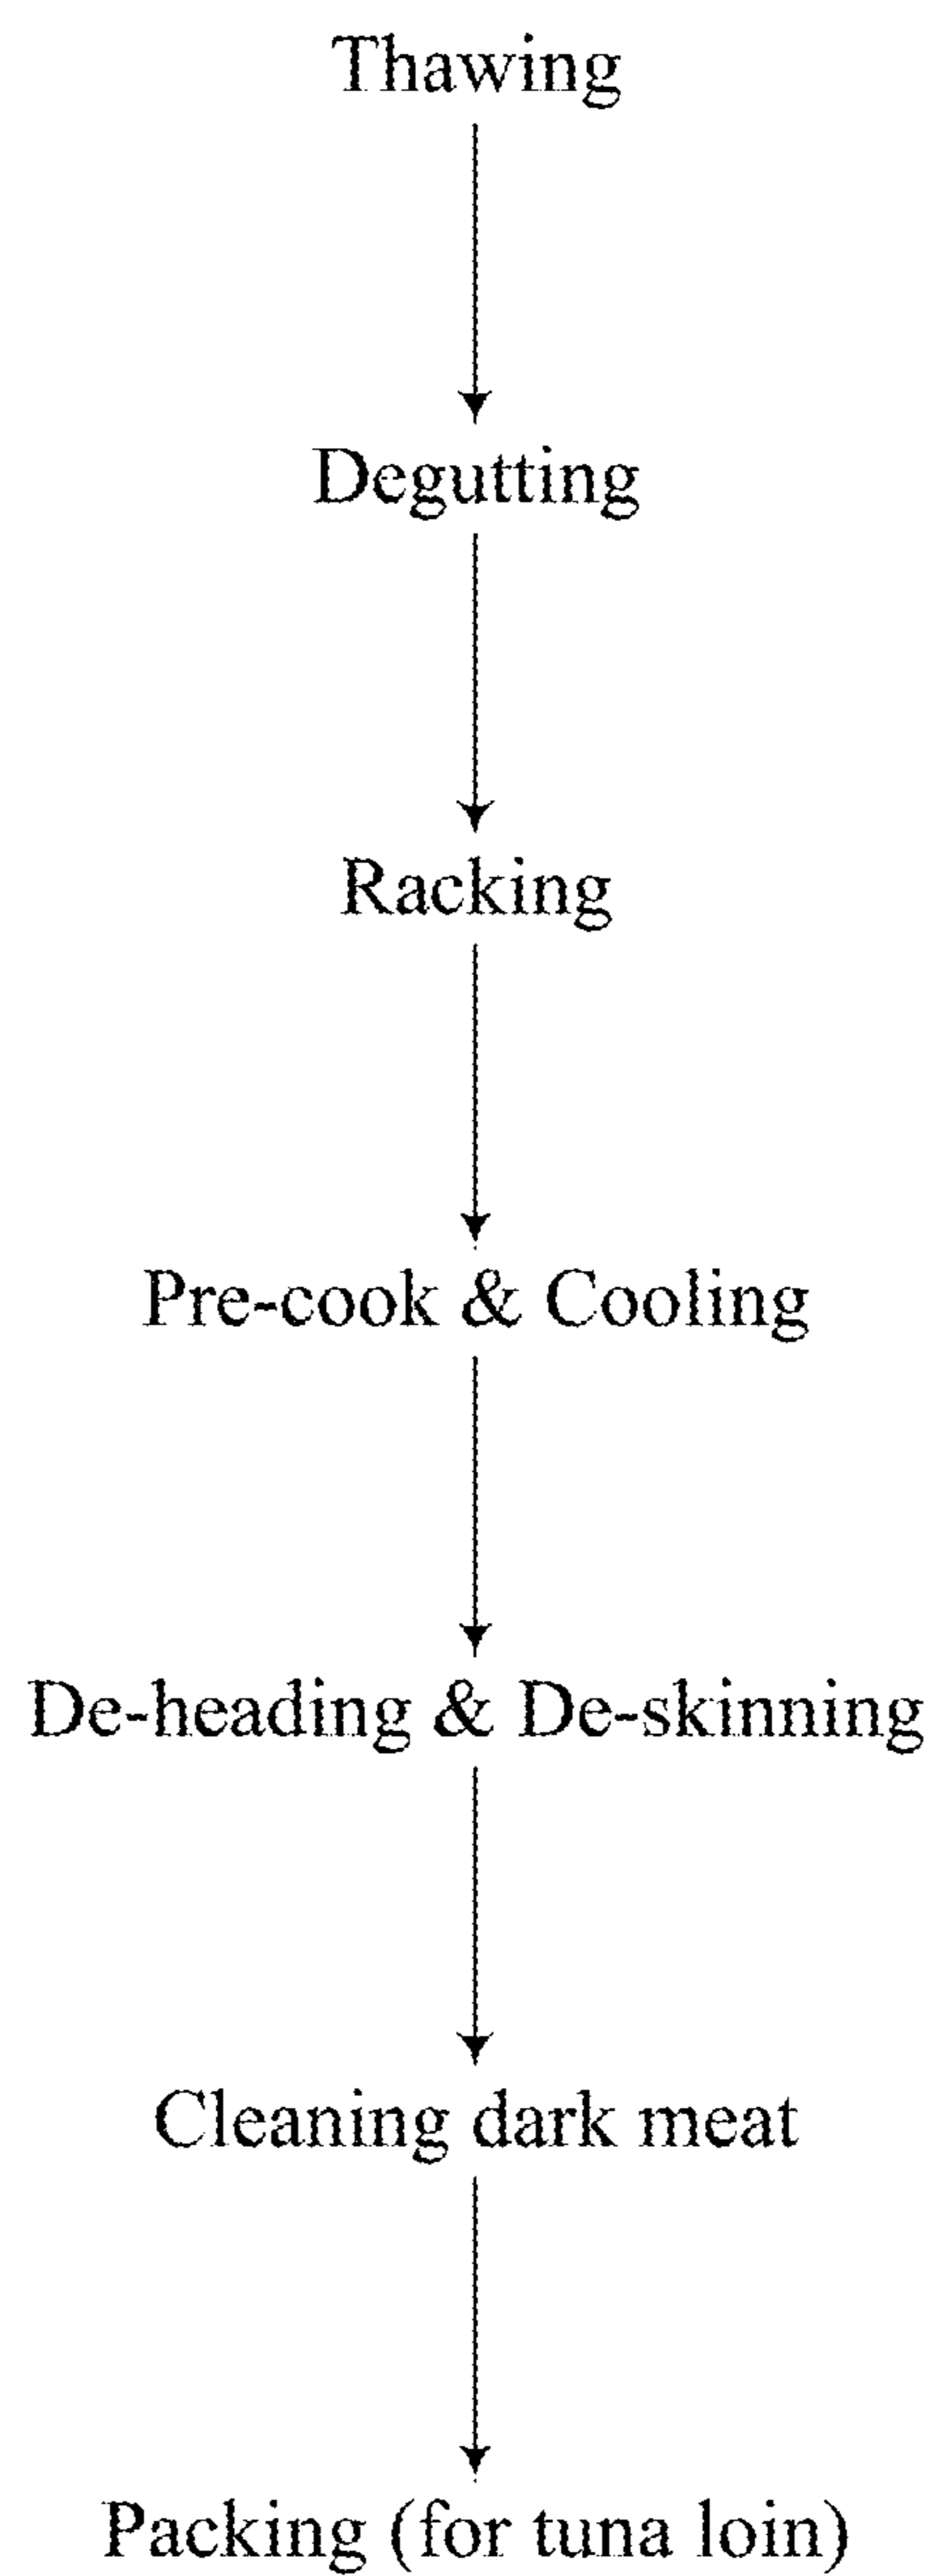 Thawing
Degutting
Racking
Pre-cook & Cooling
De-heading & De-skinning
Cleaning dark meat
Packing (for tuna loin)